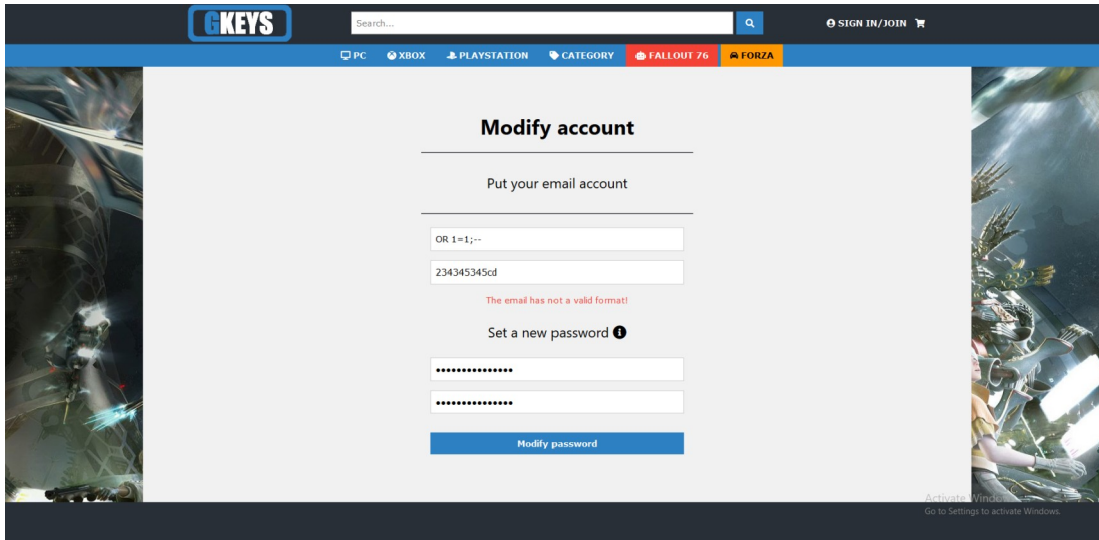 GKEYS
Search...
SIGN IN/JOIN
PC XBOX PLAYSTATION CATEGORY FALLOUT 76 FORZA
Modify account
Put your email account
OR 1=1;--
234345345cd
The email has not a valid format!
Set a new password
•••••••••••••••
•••••••••••••••
Modify password
Activate Windows
Go to Settings to activate Windows.